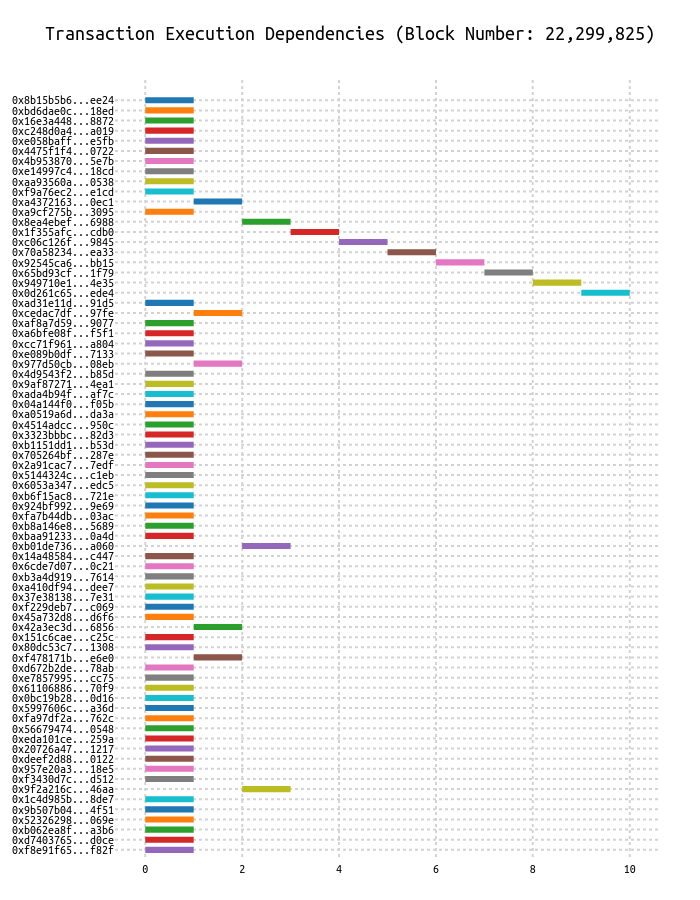 Transaction Execution Dependencies (Block Number: 22,299,825)
0x8b15b5b6...ee24
0xbd6dae0c...18ed
0x16e3a448...8872
0xc248d0a4...a019
0xe058baff...e5fb
0x4475f1f4...0722
0x4b953870...5e7b
0xe14997c4...18cd
0xaa93560a...0538
0xf9a76ec2...e1cd
0xa4372163...0ec1
0xa9cf275b...3095
0x8ea4ebef...6988
0x1f355afc...cdb0
0xc06c126f...9845
0x70a58234...ea33
0x92545ca6...bb15
0x65bd93cf...1f79
0x949710e1...4e35
0x0d261c65...ede4
0xad31e11d...91d5
0xcedac7df...97fe
0xaf8a7d59...9077
0xa6bfe08f...f5f1
0xcc71f961...a804
0xe089b0df...7133
0x977d50cb...08eb
0x4d9543f2...b85d
0x9af87271...4ea1
0xada4b94f...af7c
0x04a144f0...f05b
0xa0519a6d...da3a
0x4514adcc...950c
0x3323bbbc...82d3
0xb1151dd1...b53d
0x705264bf...287e
0x2a91cac7...7edf
0x5144324c...c1eb
0x6053a347...edc5
0xb6f15ac8...721e
0x924bf992...9e69
0xfa7b44db...03ac
0xb8a146e8...5689
0xbaa91233...0a4d
0xb01de736...a060
0x14a48584...c447
0x6cde7d07...0c21
0xb3a4d919...7614
0xa410df94...dee7
0x37e38138...7e31
0xf229deb7...c069
0x45a732d8...d6f6
0x42a3ec3d...6856
0x151c6cae...c25c
0x80dc53c7...1308
0xf478171b...e6e0
0xd672b2de...78ab
0xe7857995...cc75
0x61106886...70f9
0x0bc19b28...0d16
0x5997606c...a36d
0xfa97df2a...762c
0x56679474...0548
0xeda101ce...259a
0x20726a47...1217
0xdeef2d88...0122
0x957e20a3...18e5
0xf3430d7c...d512
0x9f2a216c...46aa
0x1c4d985b...8de7
0x9b507b04...4f51
0x52326298...069e
0xb062ea8f...a3b6
0xd7403765...d0ce
0xf8e91f65...f82f
0 2 4 6 8 10